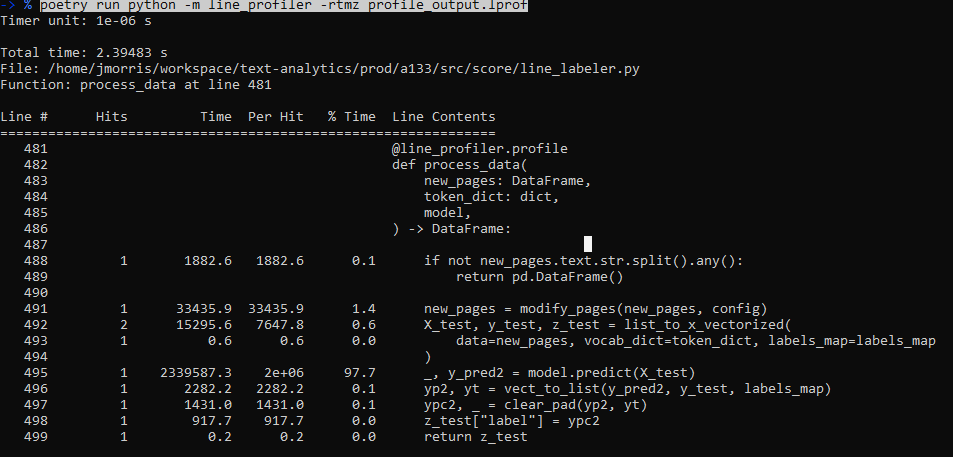 -> % poetry run python -m line_profiler -rtmz profile_output.lprof
Timer unit: 1e-06 s

Total time: 2.39483 s
File: /home/jmorris/workspace/text-analytics/prod/a133/src/score/line_labeler.py
Function: process_data at line 481

Line #      Hits         Time  Per Hit   % Time  Line Contents
==============================================================
   481                                           @line_profiler.profile
   482                                           def process_data(
   483                                               new_pages: DataFrame,
   484                                               token_dict: dict,
   485                                               model,
   486                                           ) -> DataFrame:
   487
   488         1       1882.6   1882.6      0.1      if not new_pages.text.str.split().any():
   489                                                   return pd.DataFrame()
   490
   491         1      33435.9  33435.9      1.4      new_pages = modify_pages(new_pages, config)
   492         2      15295.6   7647.8      0.6      X_test, y_test, z_test = list_to_x_vectorized(
   493         1          0.6      0.6      0.0          data=new_pages, vocab_dict=token_dict, labels_map=labels_map
   494                                               )
   495         1    2339587.3    2e+06     97.7      _, y_pred2 = model.predict(X_test)
   496         1       2282.2   2282.2      0.1      yp2, yt = vect_to_list(y_pred2, y_test, labels_map)
   497         1       1431.0   1431.0      0.1      ypc2, _ = clear_pad(yp2, yt)
   498         1        917.7    917.7      0.0      z_test["label"] = ypc2
   499         1          0.2      0.2      0.0      return z_test